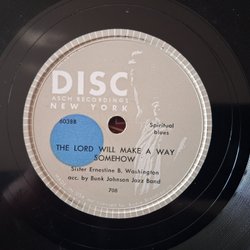 DISC
ASCH RECORDINGS
NEW YORK
6038B
Spiritual
blues
THE LORD WILL MAKE A WAY
SOMEHOW
Sister Ernestine B. Washington
acc. by Bunk Johnson Jazz Band
708